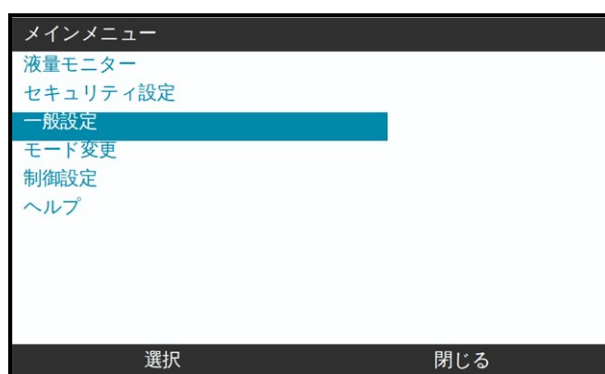 メインメニュー
液量モニター
セキュリティ設定
一般設定
モード変更
制御設定
ヘルプ
選択 閉じる